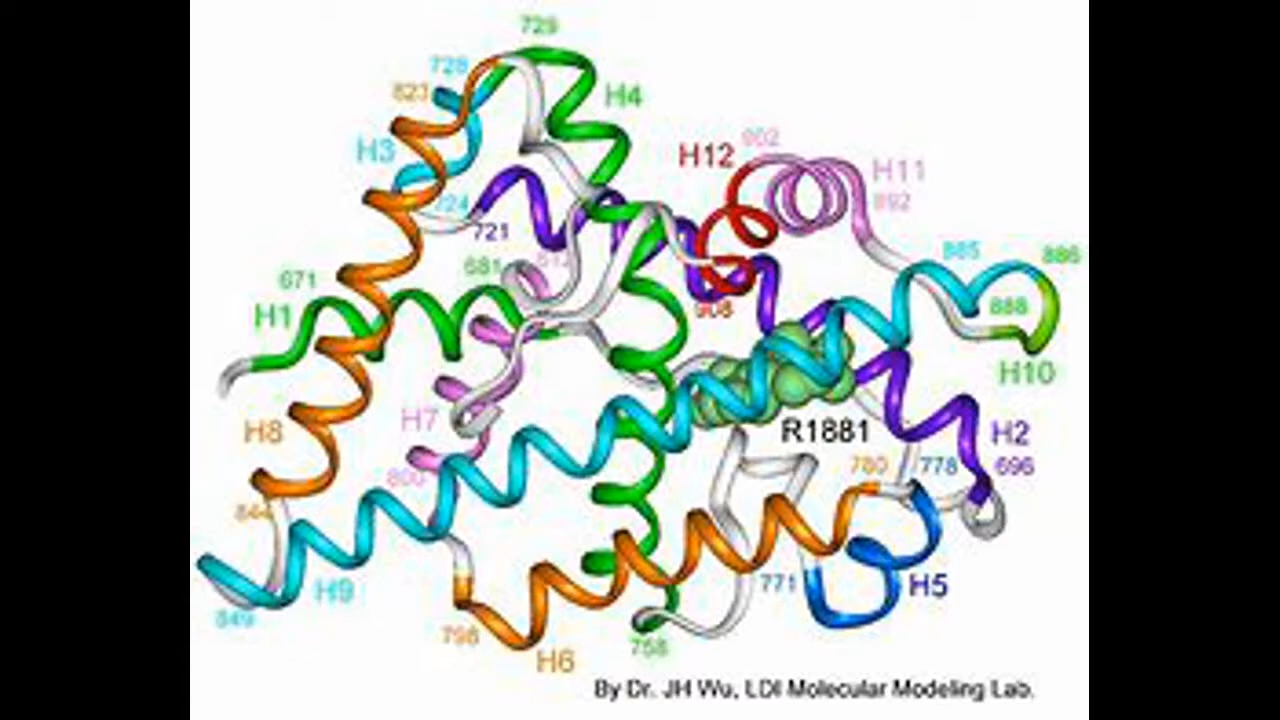 729
728
823
H4
H3
902
H12
H11
892
724
721
681
812
885
886
671
H1
908
888
H10
H7
H8
R1881
H2
800
780
778
696
844
771
H5
H9
849
798
H6
758
By Dr. JH Wu, LDI Molecular Modeling Lab.